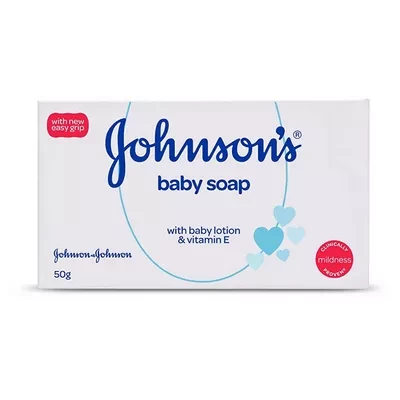 with new
easy grip
Johnson's®
baby soap
with baby lotion
& vitamin E
CLINICALLY
mildness
PROVEN*
Johnson & Johnson
50g